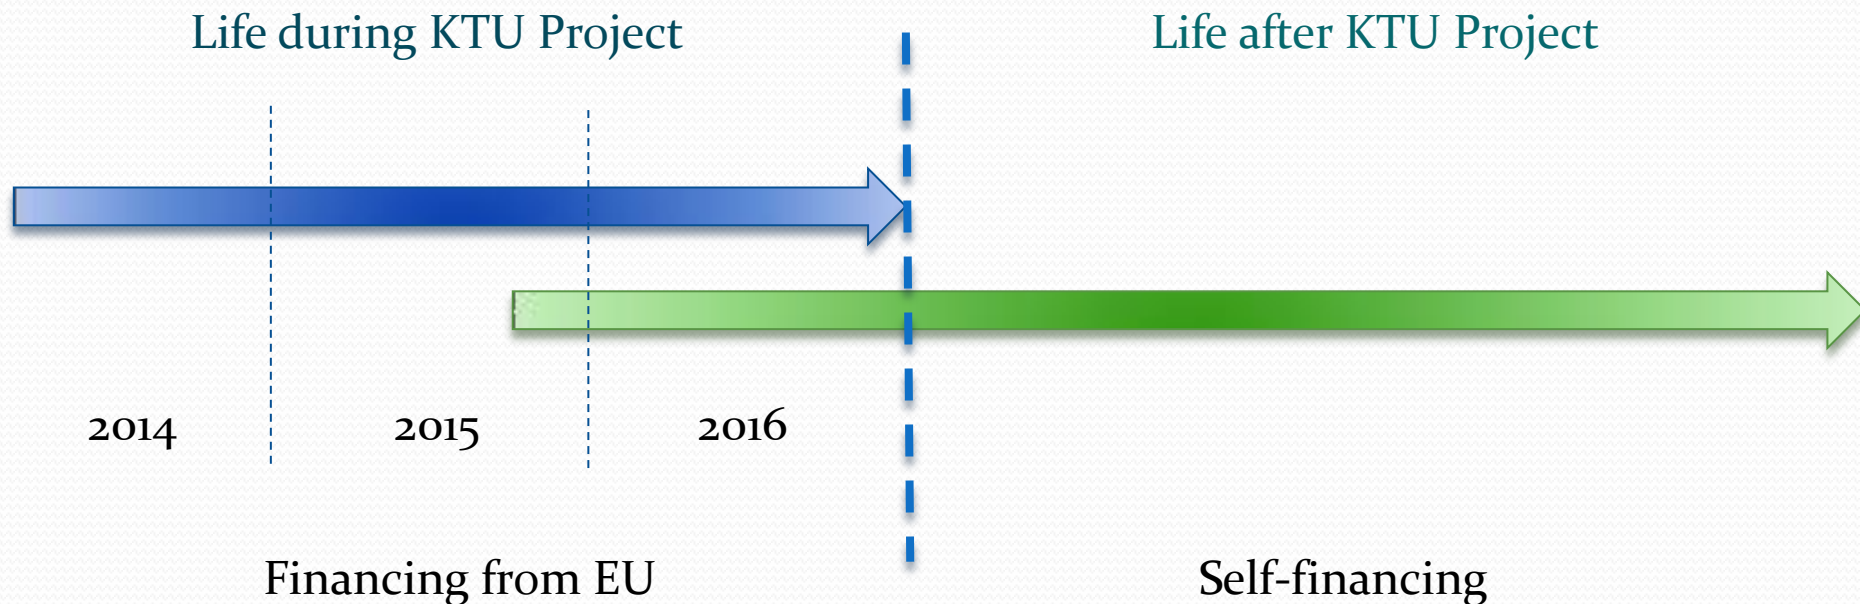 Life during KTU Project
Life after KTU Project
2014
2015
2016
Financing from EU
Self-financing